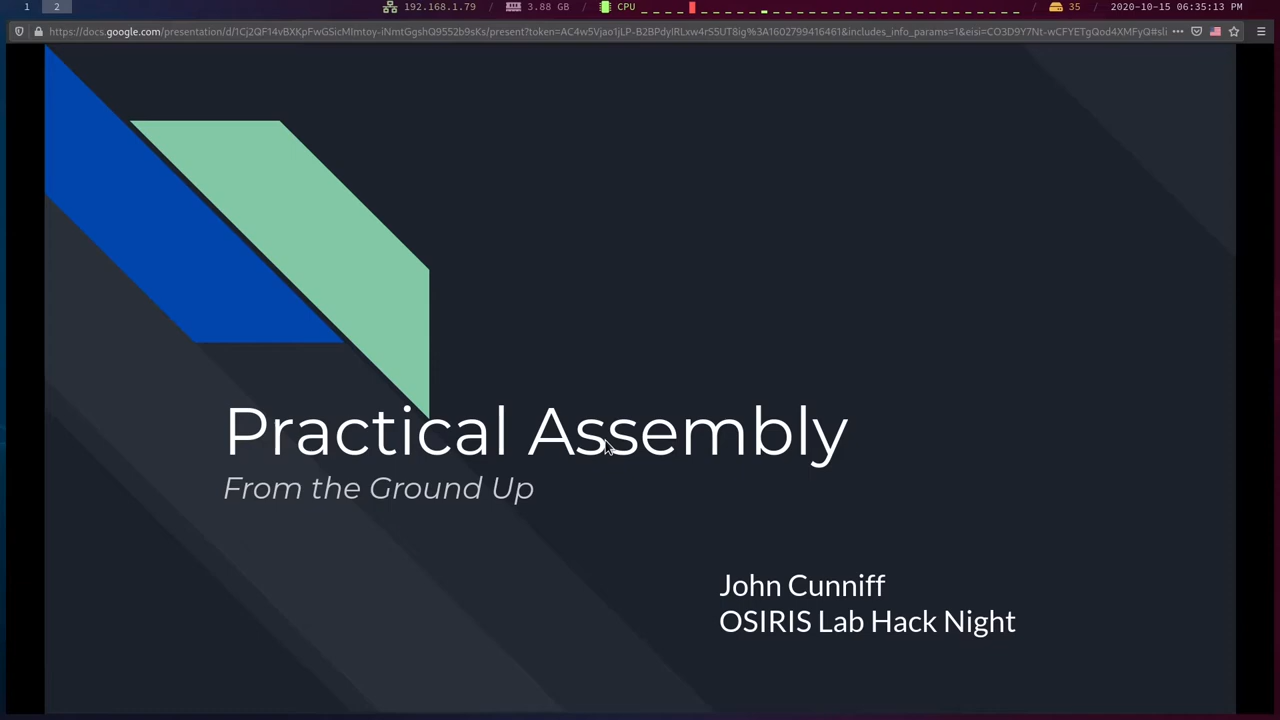 1 2 192.168.1.79 / 3.88 GB / CPU / 35 / 2020-10-15 06:35:13 PM
Practical Assembly
From the Ground Up
John Cunniff
OSIRIS Lab Hack Night